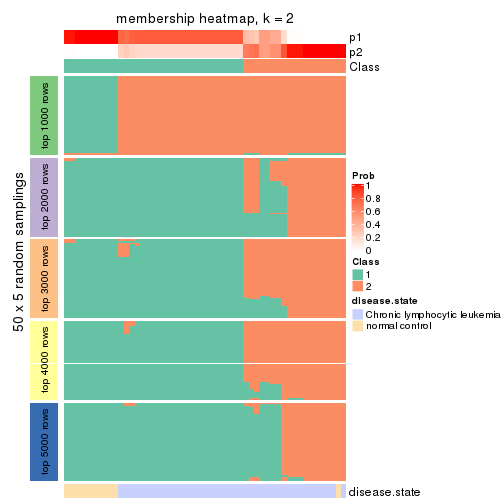 membership heatmap, k = 2
p1
p2
Class
50 x 5 random samplings
top 1000 rows
top 2000 rows
top 3000 rows
top 4000 rows
top 5000 rows
Prob
1
0.8
0.6
0.4
0.2
0
Class
1
2
disease.state
Chronic lymphocytic leukemia
normal control
disease.state